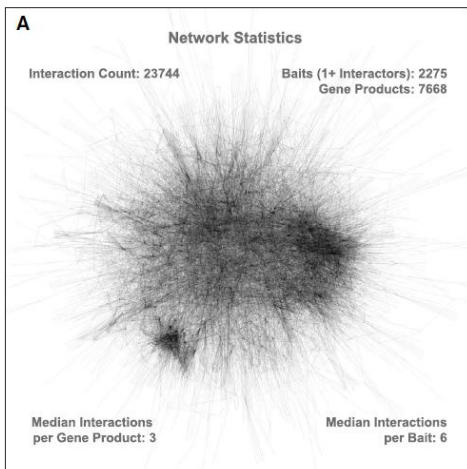 A
Network Statistics
Interaction Count: 23744
Baits (1+ Interactors): 2275
Gene Products: 7668
Median Interactions
per Gene Product: 3
Median Interactions
per Bait: 6